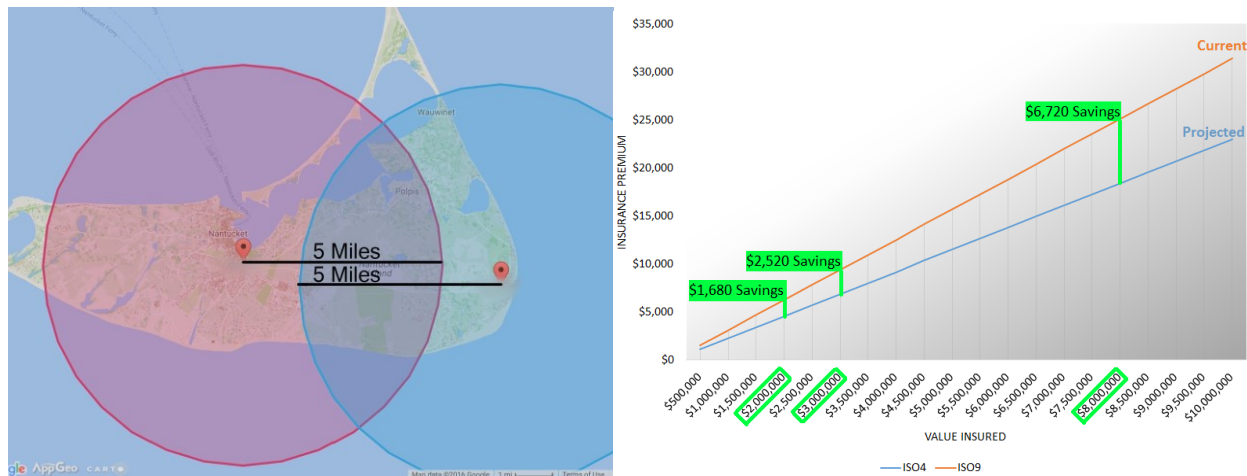 Wauwinet
Polpis
Nantucket
5 Miles
5 Miles
gle AppGeo CARTO
Map data ©2016 Google 1 mi Terms of Use
$35,000
$30,000
$25,000
$20,000
$15,000
$10,000
$5,000
$0
INSURANCE PREMIUM
Current
Projected
$6,720 Savings
$2,520 Savings
$1,680 Savings
$500,000
$1,000,000
$1,500,000
$2,000,000
$2,500,000
$3,000,000
$3,500,000
$4,000,000
$4,500,000
$5,000,000
$5,500,000
$6,000,000
$6,500,000
$7,000,000
$7,500,000
$8,000,000
$8,500,000
$9,000,000
$9,500,000
$10,000,000
VALUE INSURED
ISO4 ISO9